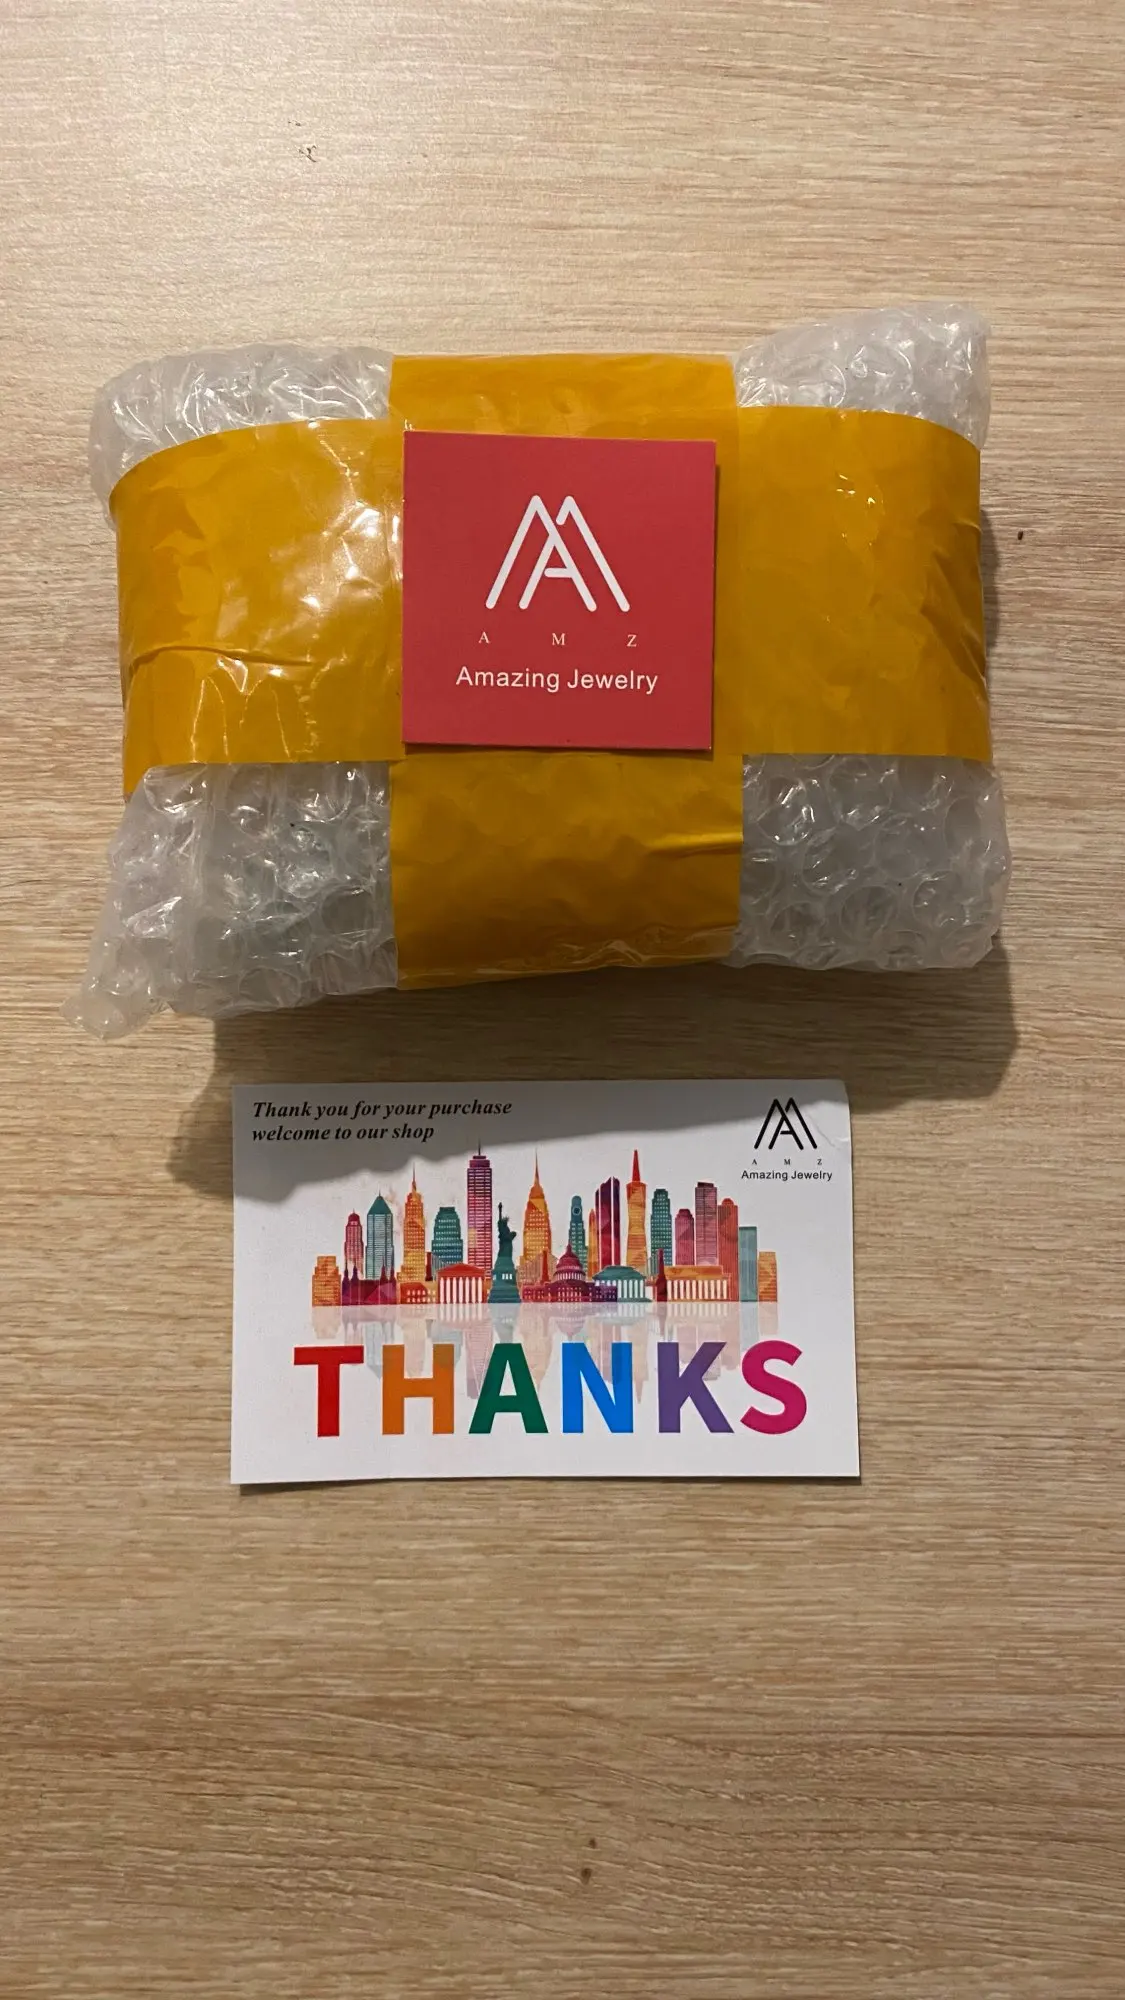 A M Z
Amazing Jewelry
Thank you for your purchase
welcome to our shop
A M Z
Amazing Jewelry
THANKS